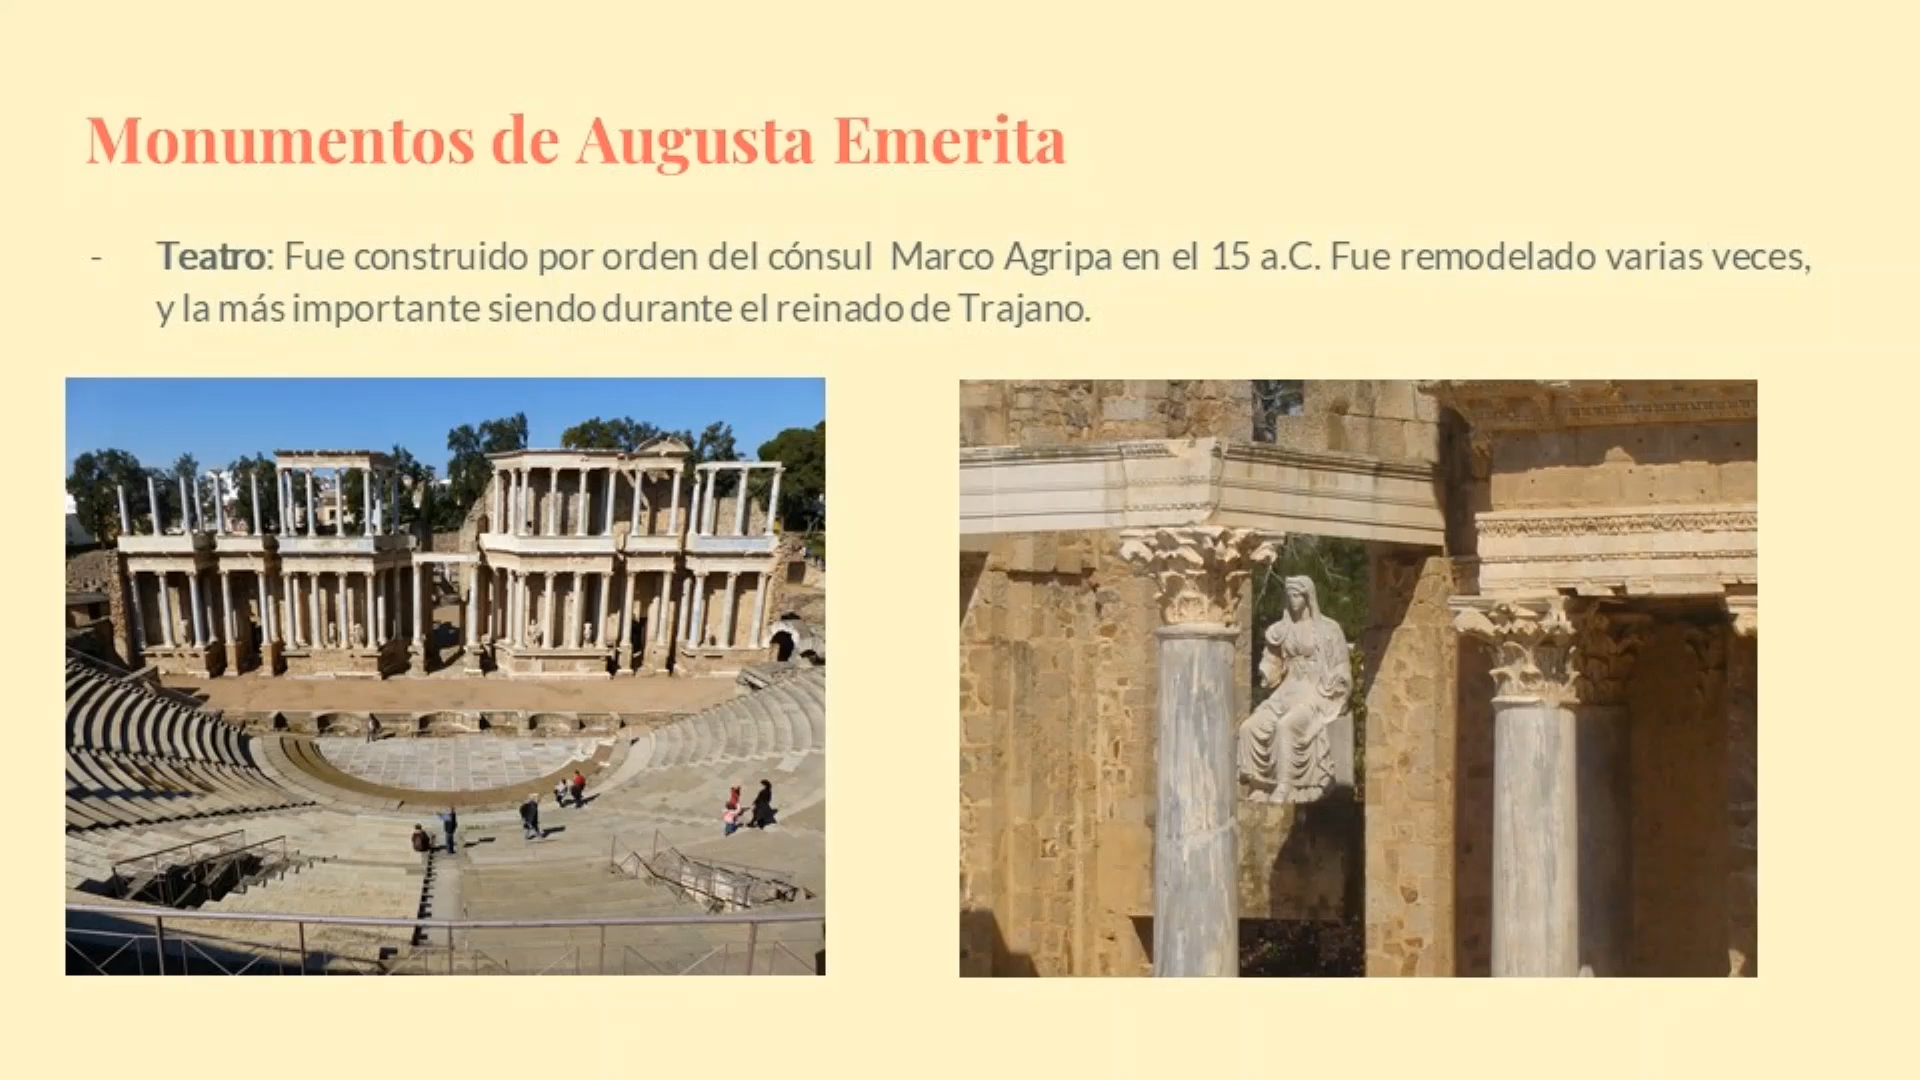 Monumentos de Augusta Emerita
- Teatro: Fue construido por orden del cónsul Marco Agripa en el 15 a.C. Fue remodelado varias veces,
y la más importante siendo durante el reinado de Trajano.